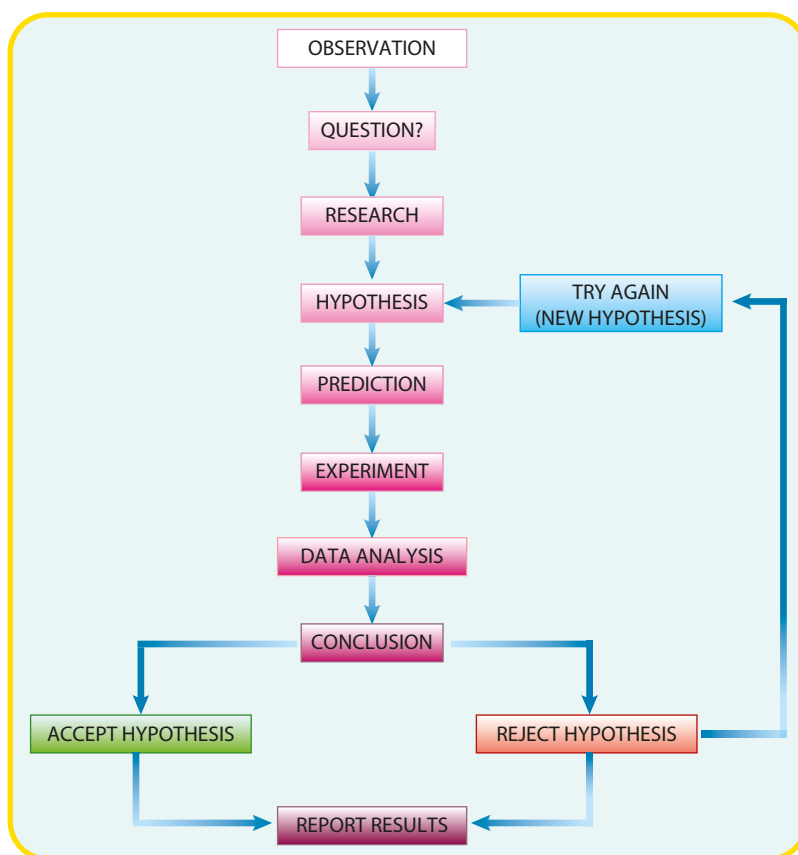 OBSERVATION
QUESTION?
RESEARCH
HYPOTHESIS
TRY AGAIN
(NEW HYPOTHESIS)
PREDICTION
EXPERIMENT
DATA ANALYSIS
CONCLUSION
ACCEPT HYPOTHESIS
REJECT HYPOTHESIS
REPORT RESULTS